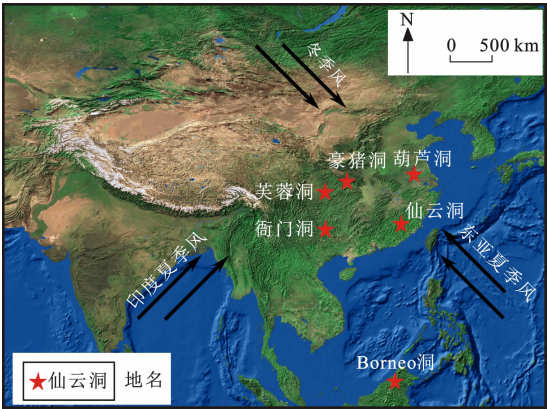 N
0 500 km
冬季风
豪猪洞 葫芦洞
芙蓉洞
仙云洞
衙门洞
印度夏季风
东亚夏季风
Borneo洞
仙云洞 地名